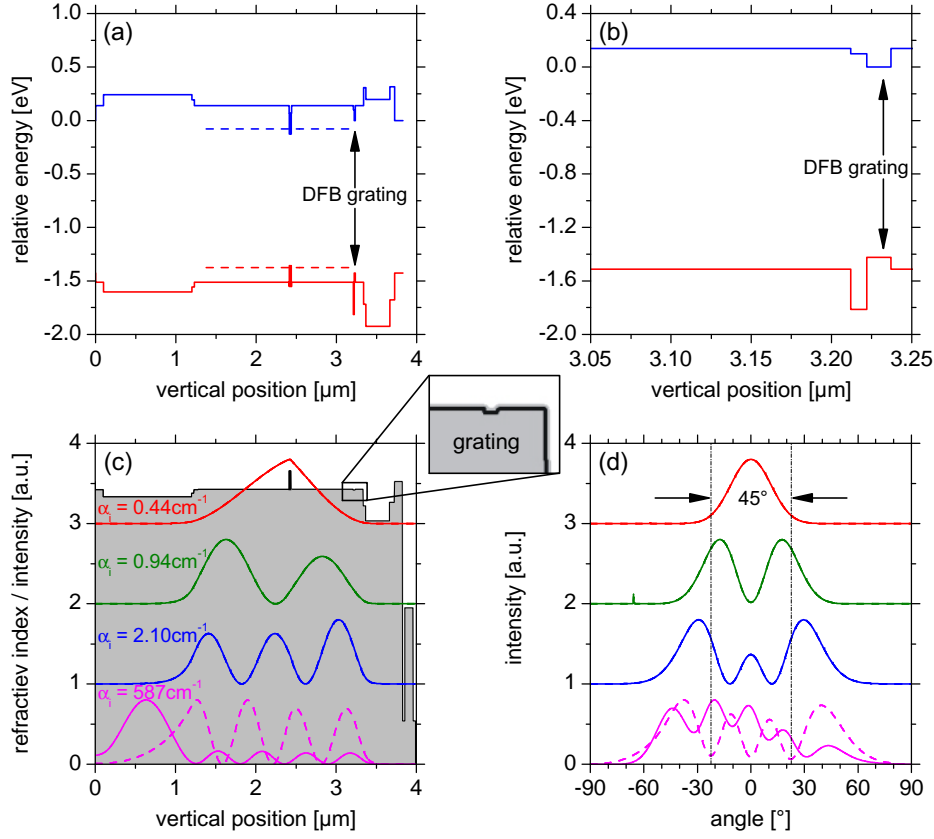 (a)
relative energy [eV]
1.0
0.5
0.0
-0.5
-1.0
-1.5
-2.0
DFB grating
0 1 2 3 4
vertical position [µm]
(b)
relative energy [eV]
0.4
0.0
-0.4
-0.8
-1.2
-1.6
-2.0
DFB grating
3.05 3.10 3.15 3.20 3.25
vertical position [µm]
grating
(c)
refractiev index / intensity [a.u.]
4
3
2
1
0
αi = 0.44cm-1
αi = 0.94cm-1
αi = 2.10cm-1
αi = 587cm-1
0 1 2 3 4
vertical position [µm]
(d)
intensity [a.u.]
4
3
2
1
0
45°
-90 -60 -30 0 30 60 90
angle [°]